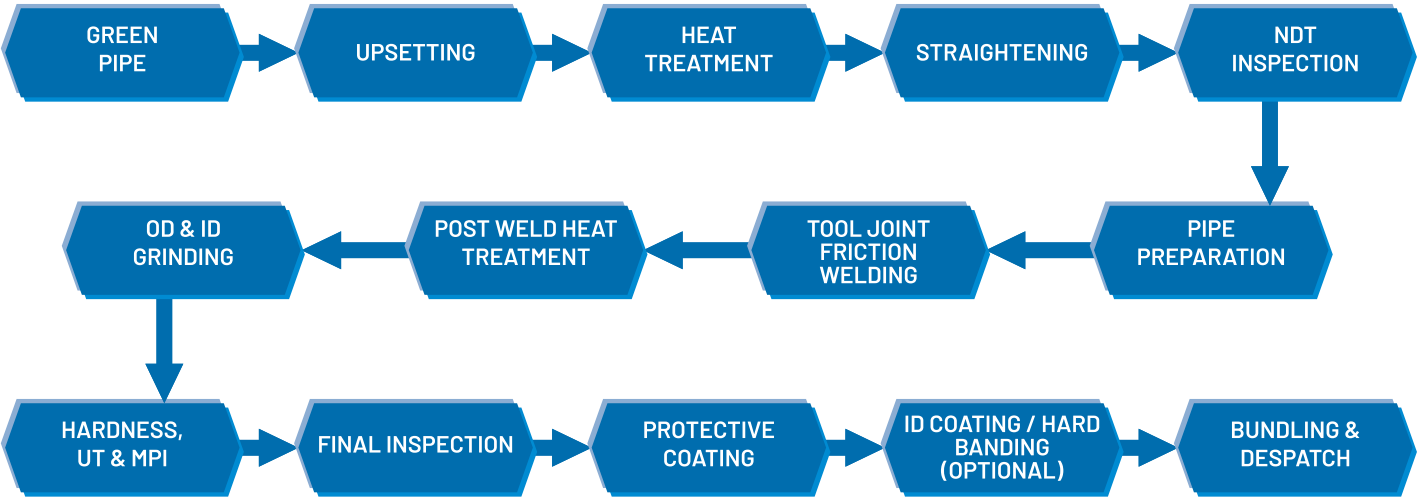 GREEN
PIPE
UPSETTING
HEAT
TREATMENT
STRAIGHTENING
NDT
INSPECTION
PIPE
PREPARATION
TOOL JOINT
FRICTION
WELDING
POST WELD HEAT
TREATMENT
OD & ID
GRINDING
HARDNESS,
UT & MPI
FINAL INSPECTION
PROTECTIVE
COATING
ID COATING / HARD
BANDING
(OPTIONAL)
BUNDLING &
DESPATCH